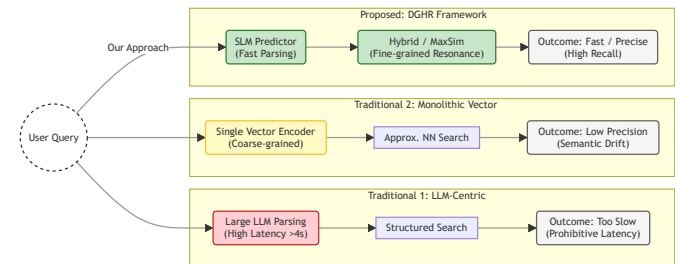 Proposed: DGHR Framework
Our Approach
SLM Predictor
(Fast Parsing)
Hybrid / MaxSim
(Fine-grained Resonance)
Outcome: Fast / Precise
(High Recall)
Traditional 2: Monolithic Vector
User Query
Single Vector Encoder
(Coarse-grained)
Approx. NN Search
Outcome: Low Precision
(Semantic Drift)
Traditional 1: LLM-Centric
Large LLM Parsing
(High Latency >4s)
Structured Search
Outcome: Too Slow
(Prohibitive Latency)